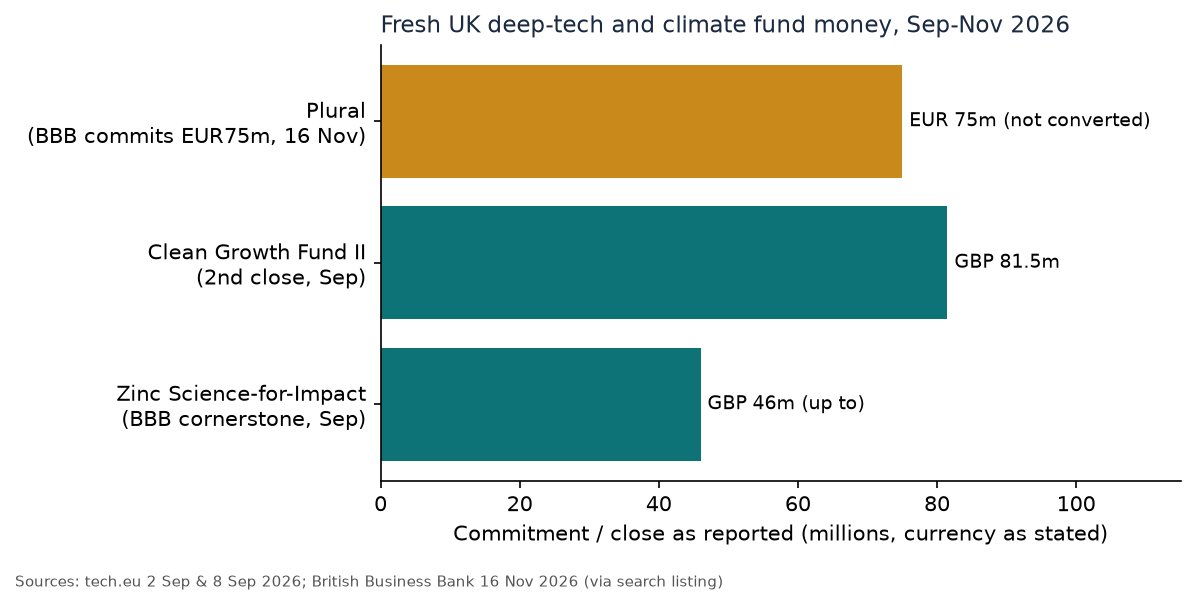 Fresh UK deep-tech and climate fund money, Sep-Nov 2026
Plural
(BBB commits EUR75m, 16 Nov)
EUR 75m (not converted)
Clean Growth Fund II
(2nd close, Sep)
GBP 81.5m
Zinc Science-for-Impact
(BBB cornerstone, Sep)
GBP 46m (up to)
0 20 40 60 80 100
Commitment / close as reported (millions, currency as stated)
Sources: tech.eu 2 Sep & 8 Sep 2026; British Business Bank 16 Nov 2026 (via search listing)